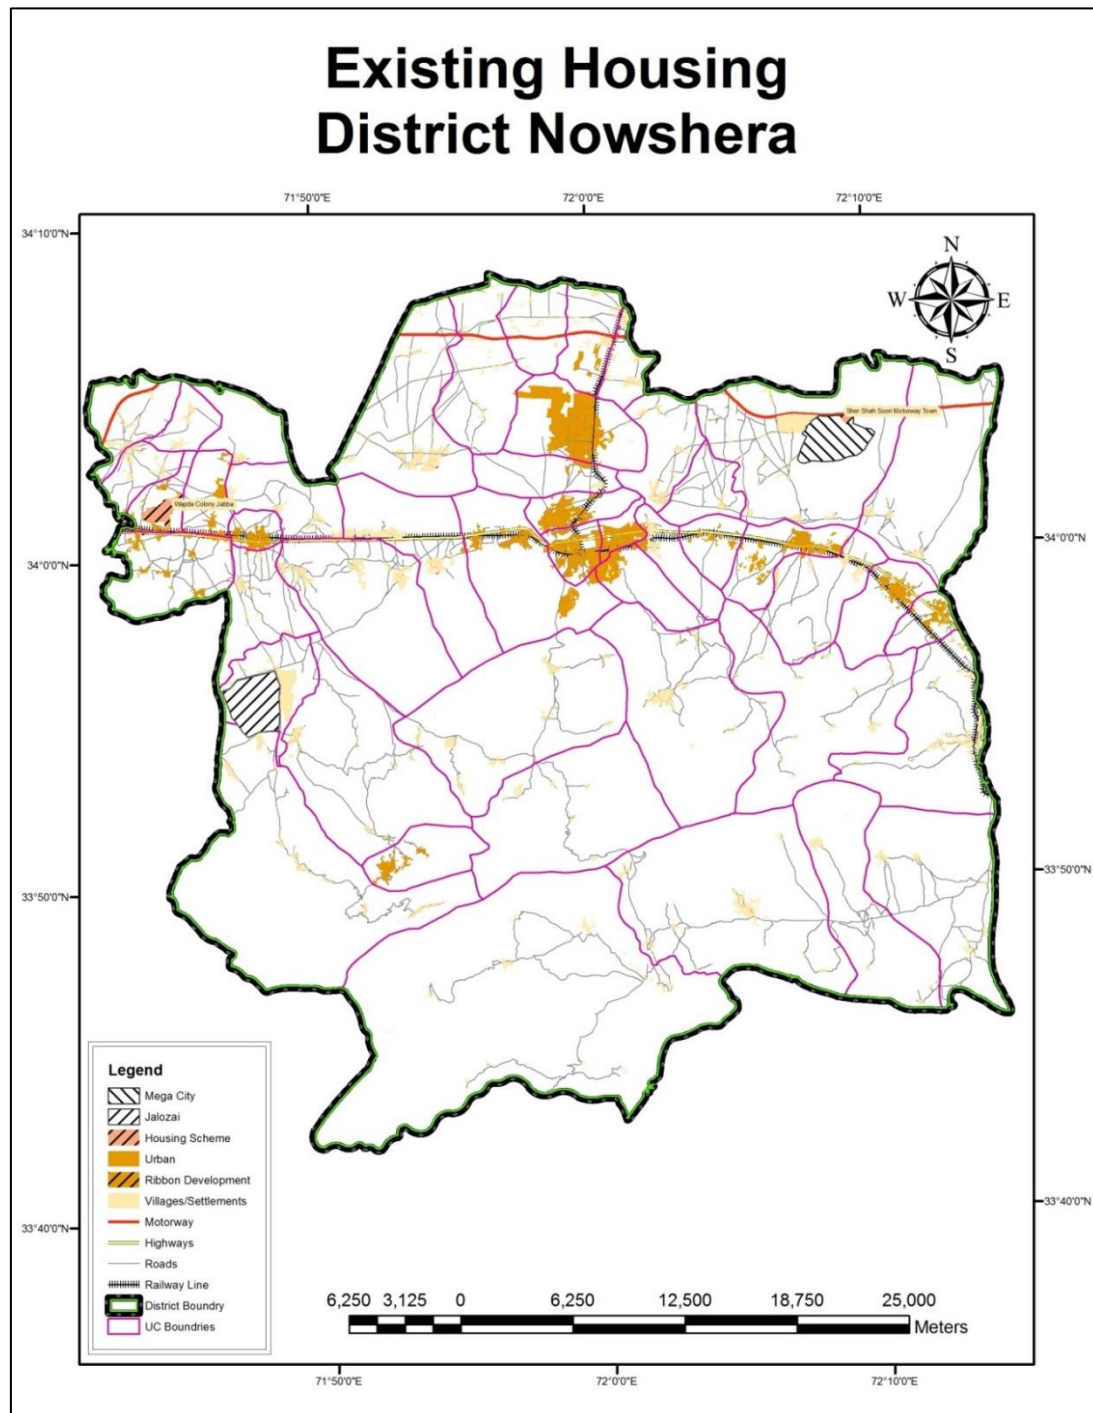 Existing Housing
District Nowshera
71°50'0"E
72°0'0"E
72°10'0"E
34°10'0"N
N
W
E
S
Sher Shah Soori Motorway Town
Wapda Colony Jabba
34°0'0"N
34°0'0"N
33°50'0"N
33°50'0"N
33°40'0"N
33°40'0"N
Legend
Mega City
Jalozai
Housing Scheme
Urban
Ribbon Development
Villages/Settlements
Motorway
Highways
Roads
Railway Line
District Boundry
UC Boundries
6,250 3,125 0 6,250 12,500 18,750 25,000
Meters
71°50'0"E
72°0'0"E
72°10'0"E